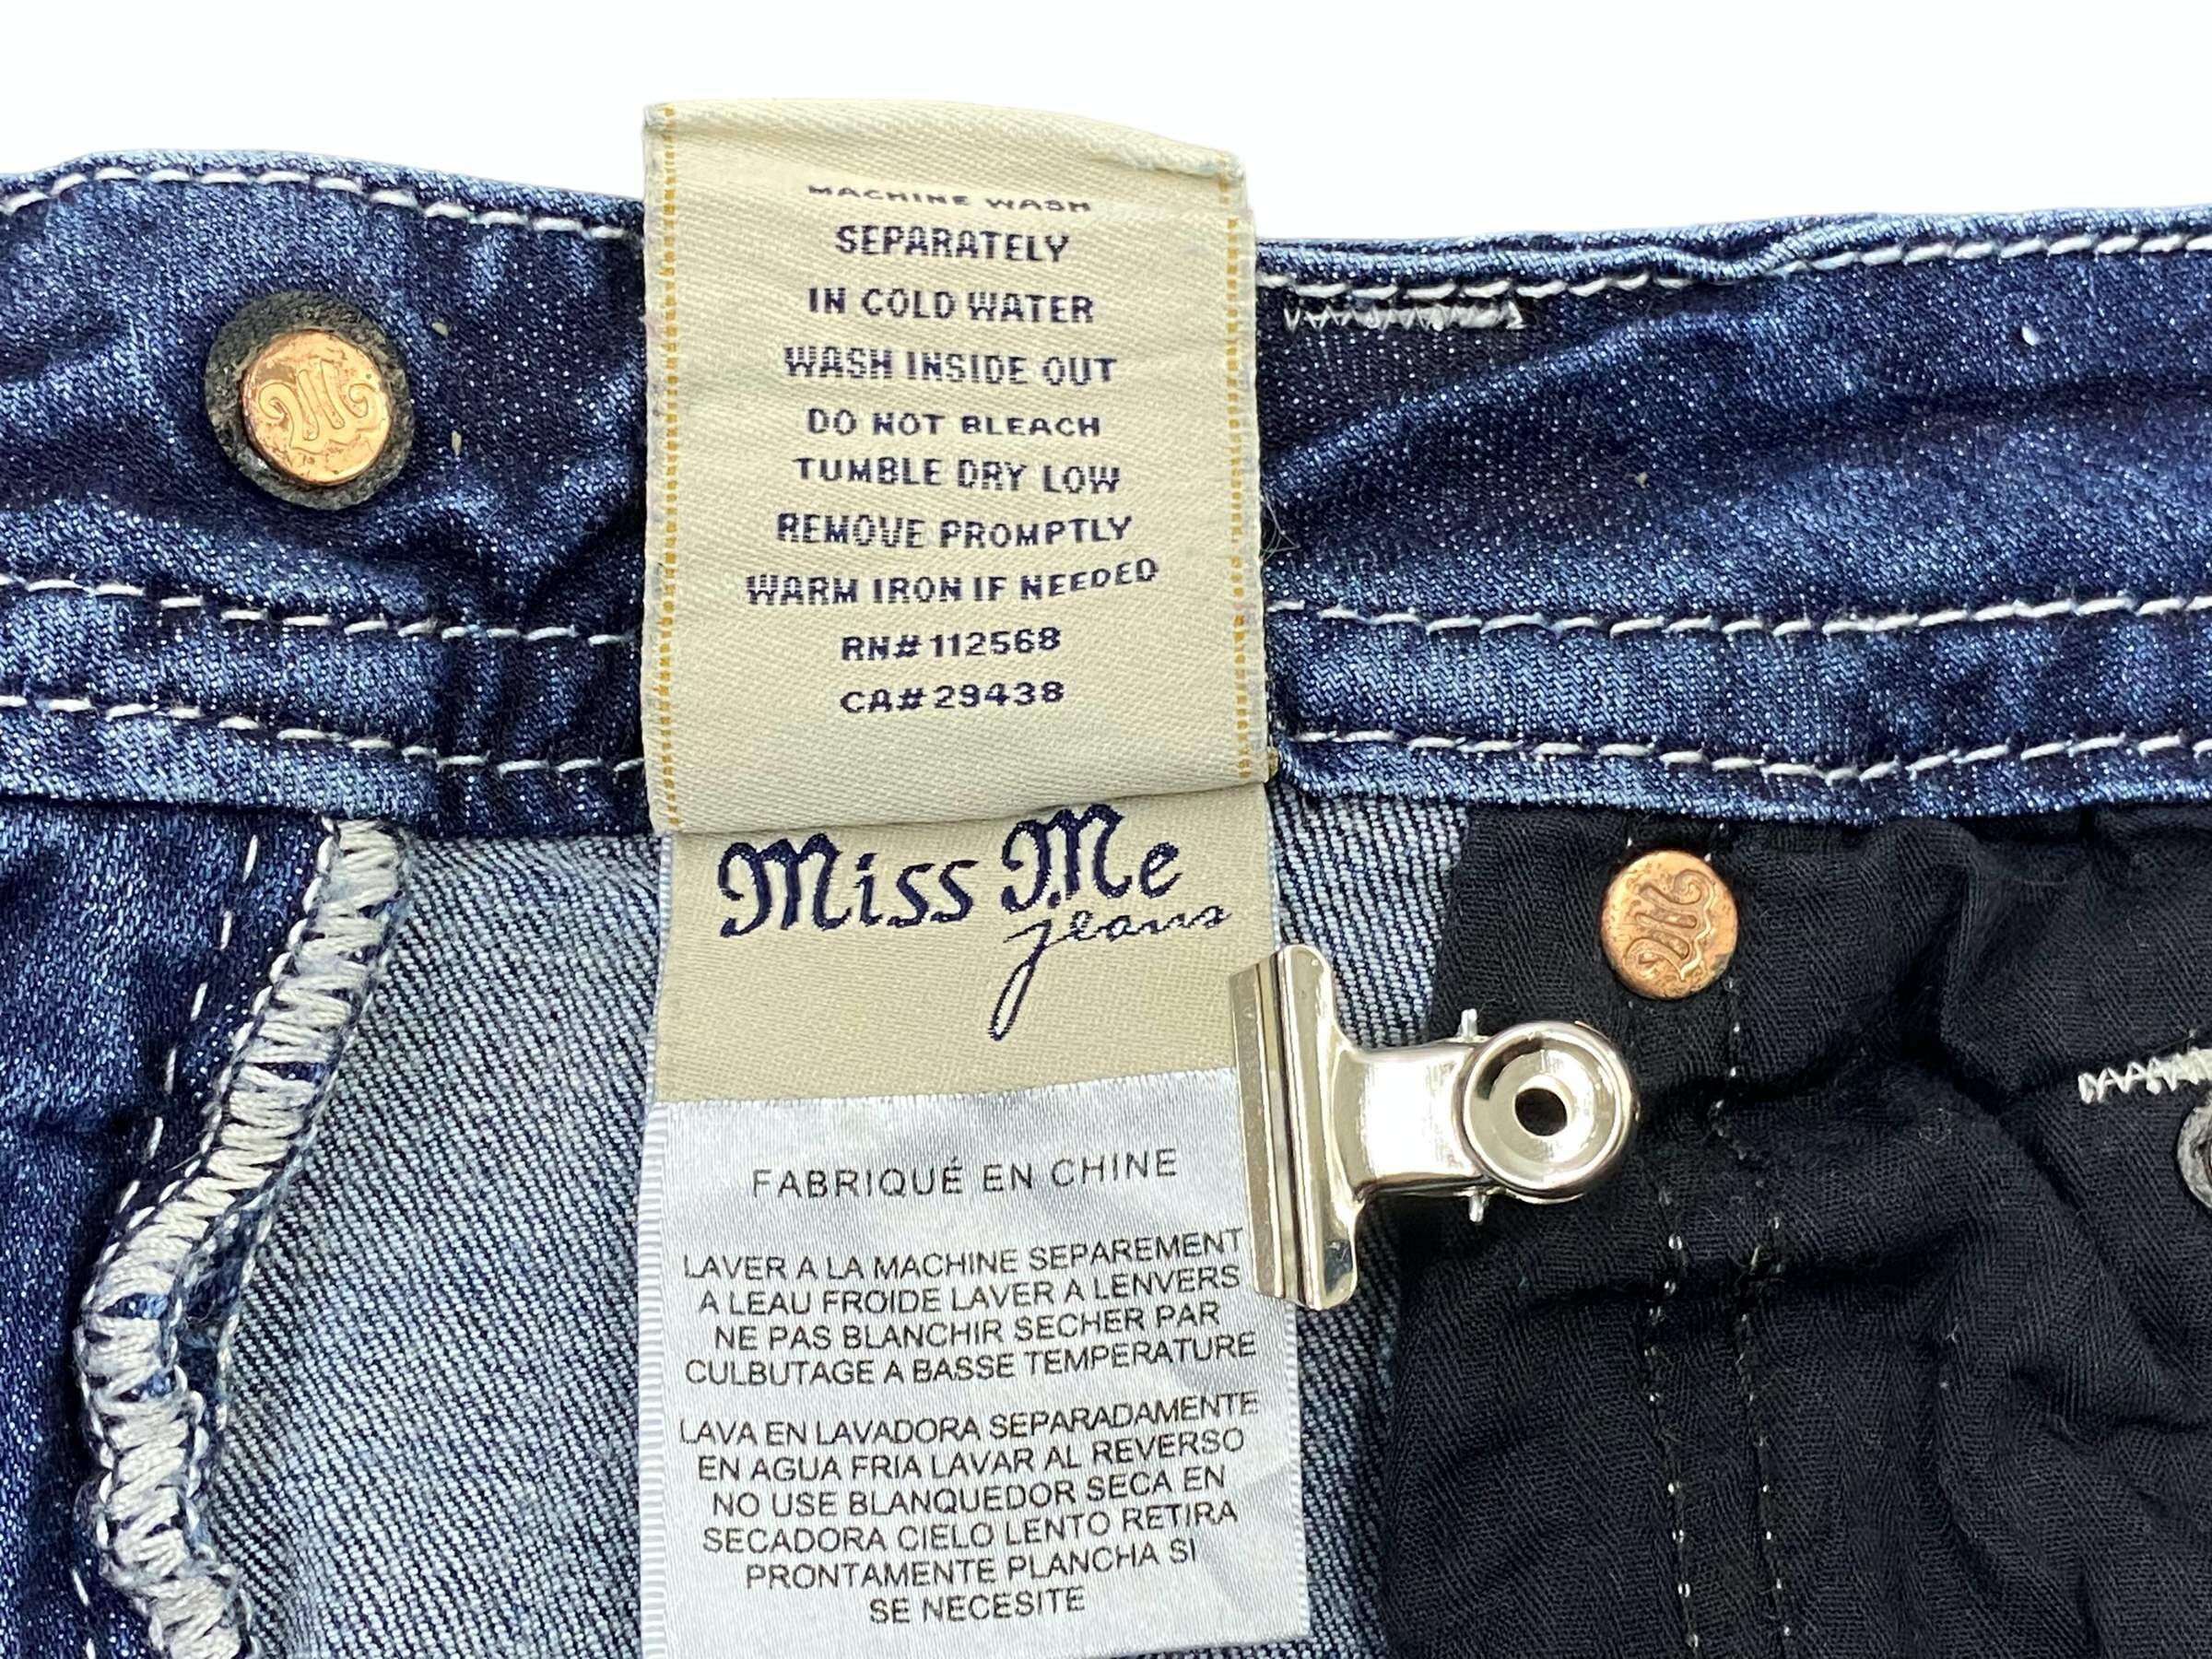 MACHINE WASH
SEPARATELY
IN COLD WATER
WASH INSIDE OUT
DO NOT BLEACH
TUMBLE DRY LOW
REMOVE PROMPTLY
WARM IRON IF NEEDED
RN# 112568
CA# 29438
Miss Me
jeans
FABRIQUÉ EN CHINE
LAVER A LA MACHINE SEPAREMENT
A LEAU FROIDE LAVER A LENVERS
NE PAS BLANCHIR SECHER PAR
CULBUTAGE A BASSE TEMPERATURE
LAVA EN LAVADORA SEPARADAMENTE
EN AGUA FRIA LAVAR AL REVERSO
NO USE BLANQUEDOR SECA EN
SECADORA CIELO LENTO RETIRA
PRONTAMENTE PLANCHA SI
SE NECESITE